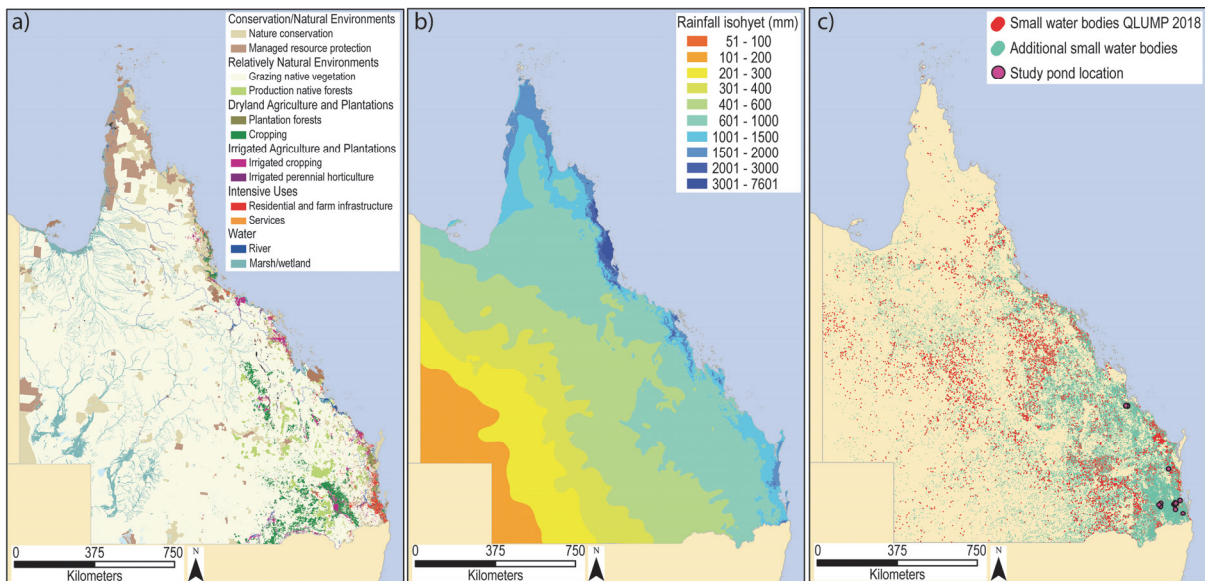 a)
Conservation/Natural Environments
Nature conservation
Managed resource protection
Relatively Natural Environments
Grazing native vegetation
Production native forests
Dryland Agriculture and Plantations
Plantation forests
Cropping
Irrigated Agriculture and Plantations
Irrigated cropping
Irrigated perennial horticulture
Intensive Uses
Residential and farm infrastructure
Services
Water
River
Marsh/wetland
0 375 750
Kilometers
N
b)
Rainfall isohyet (mm)
51 - 100
101 - 200
201 - 300
301 - 400
401 - 600
601 - 1000
1001 - 1500
1501 - 2000
2001 - 3000
3001 - 7601
0 375 750
Kilometers
N
c)
Small water bodies QLUMP 2018
Additional small water bodies
Study pond location
0 375 750
Kilometers
N